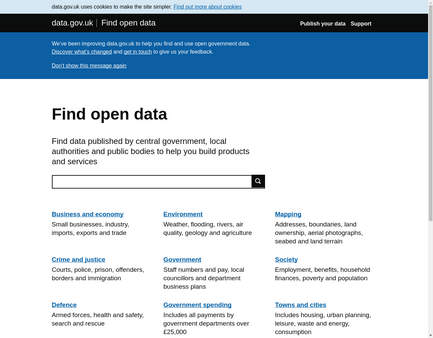 data.gov.uk uses cookies to make the site simpler. Find out more about cookies
data.gov.uk | Find open data
Publish your data Support
We've been improving data.gov.uk to help you find and use open government data.
Discover what's changed and get in touch to give us your feedback.
Don't show this message again
Find open data
Find data published by central government, local
authorities and public bodies to help you build products
and services
Business and economy
Small businesses, industry,
imports, exports and trade
Environment
Weather, flooding, rivers, air
quality, geology and agriculture
Mapping
Addresses, boundaries, land
ownership, aerial photographs,
seabed and land terrain
Crime and justice
Courts, police, prison, offenders,
borders and immigration
Government
Staff numbers and pay, local
councillors and department
business plans
Society
Employment, benefits, household
finances, poverty and population
Defence
Armed forces, health and safety,
search and rescue
Government spending
Includes all payments by
government departments over
£25,000
Towns and cities
Includes housing, urban planning,
leisure, waste and energy,
consumption